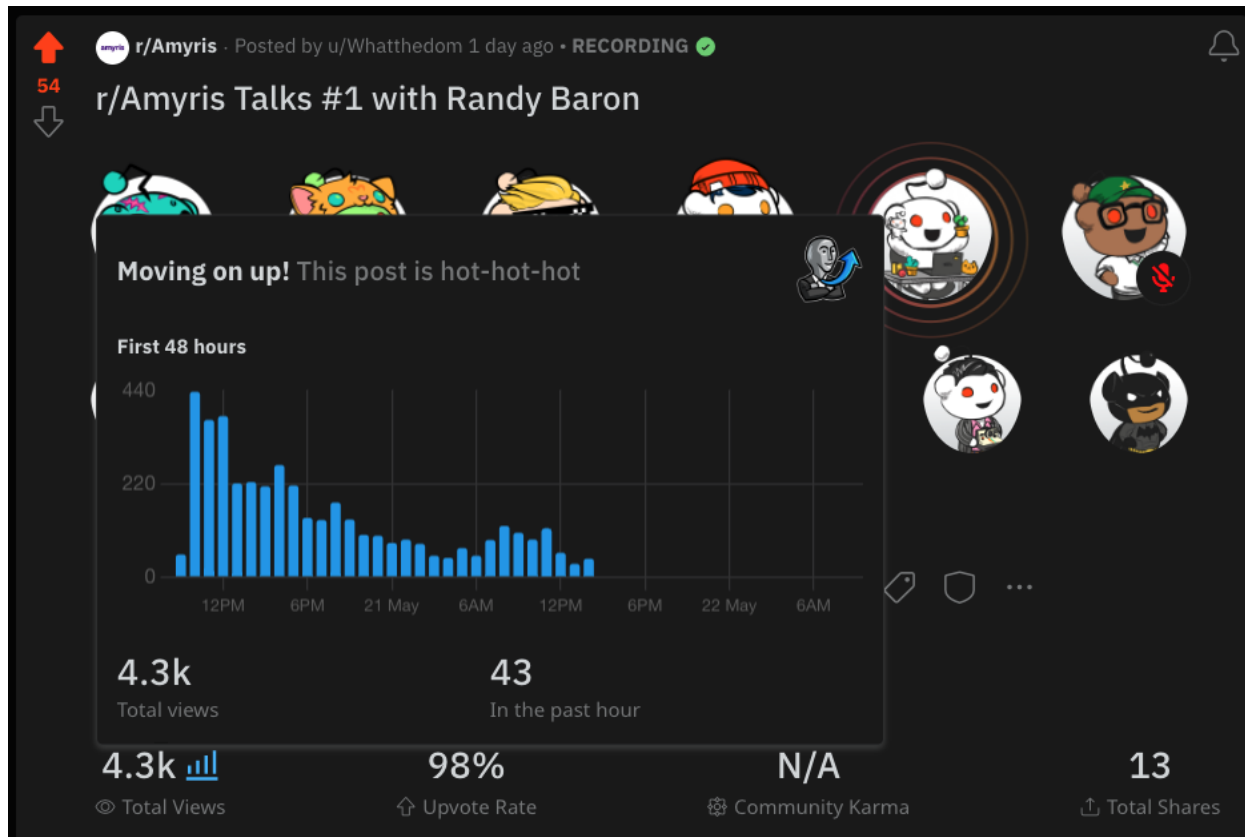 amyris r/Amyris · Posted by u/Whatthedom 1 day ago • RECORDING
54
r/Amyris Talks #1 with Randy Baron
Moving on up! This post is hot-hot-hot
First 48 hours
440
220
0
12PM 6PM 21 May 6AM 12PM 6PM 22 May 6AM
4.3k 43
Total views In the past hour
4.3k 98% N/A 13
Total Views Upvote Rate Community Karma Total Shares